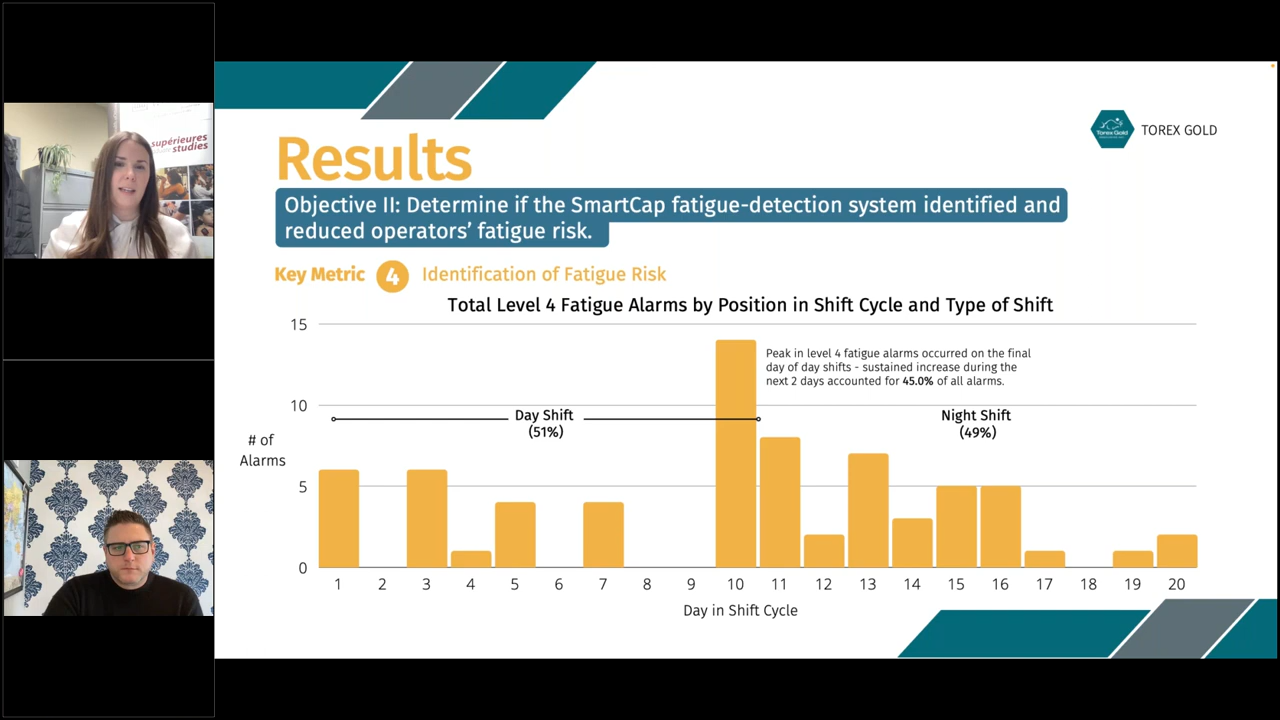 supérieures
studies
Torex Gold
TOREX GOLD
Results
Objective II: Determine if the SmartCap fatigue-detection system identified and
reduced operators' fatigue risk.
Key Metric 4 Identification of Fatigue Risk
Total Level 4 Fatigue Alarms by Position in Shift Cycle and Type of Shift
15
Peak in level 4 fatigue alarms occurred on the final
day of day shifts - sustained increase during the
next 2 days accounted for 45.0% of all alarms.
10
Day Shift
(51%)
Night Shift
(49%)
# of
Alarms
5
0
1 2 3 4 5 6 7 8 9 10 11 12 13 14 15 16 17 18 19 20
Day in Shift Cycle